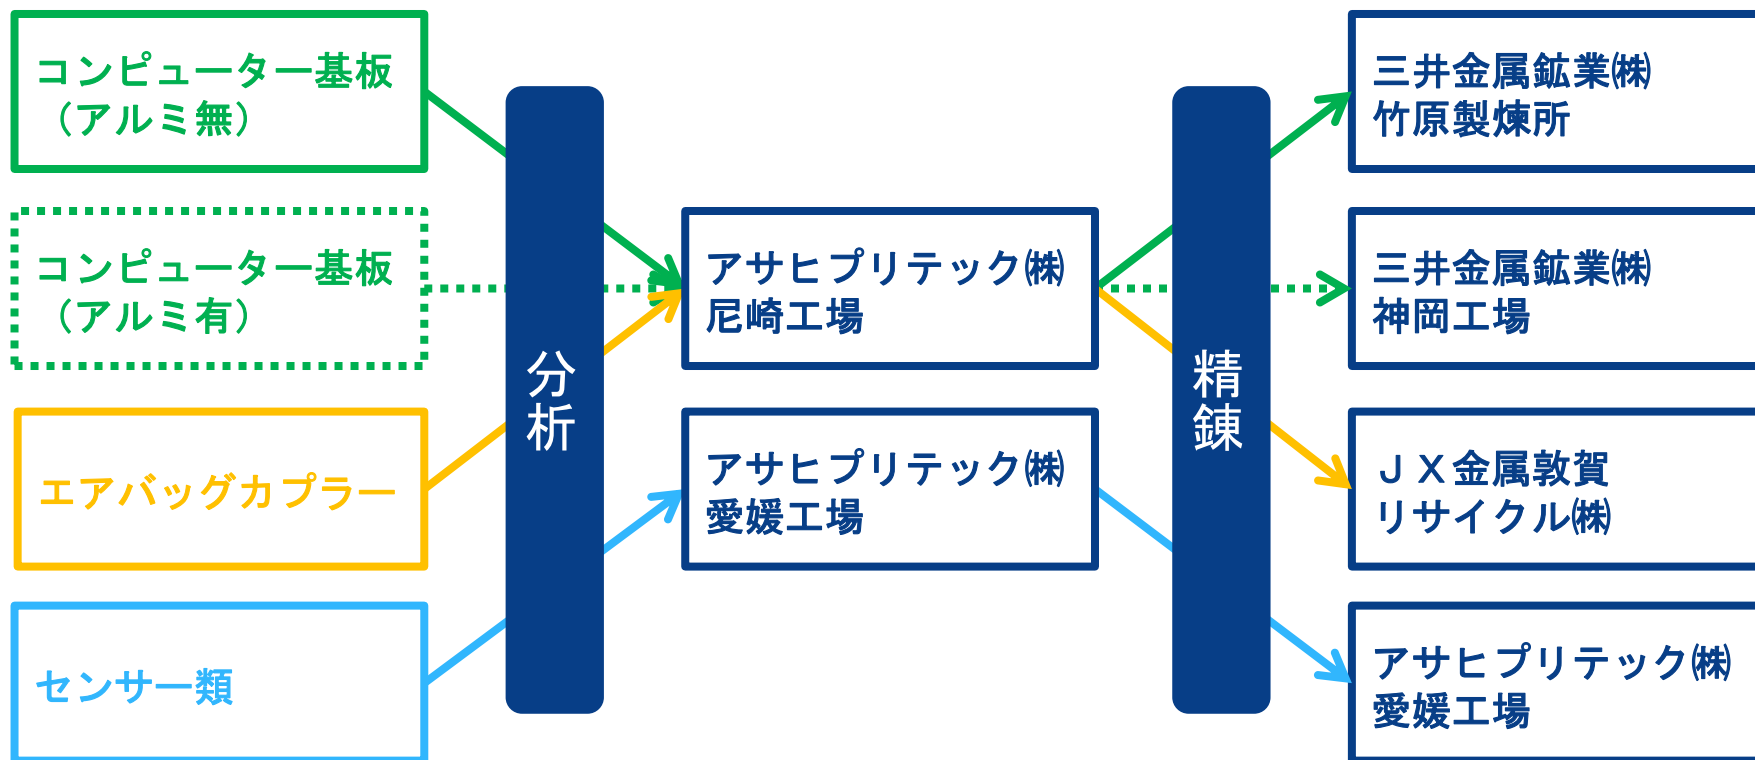 コンピューター基板
（アルミ無）
コンピューター基板
（アルミ有）
エアバッグカプラー
センサー類
分析
アサヒプリテック㈱
尼崎工場
アサヒプリテック㈱
愛媛工場
精錬
三井金属鉱業㈱
竹原製煉所
三井金属鉱業㈱
神岡工場
ＪＸ金属敦賀
リサイクル㈱
アサヒプリテック㈱
愛媛工場